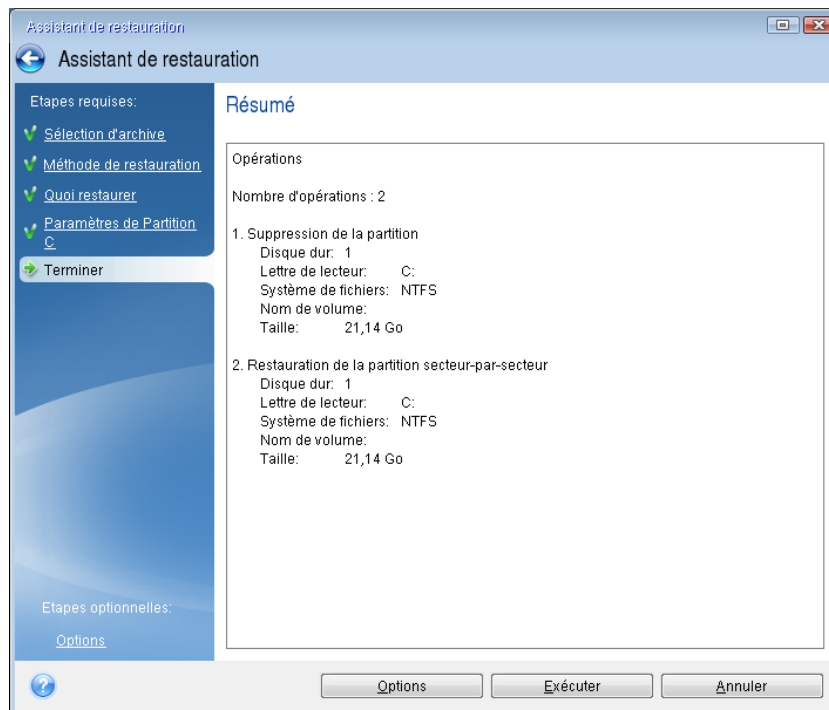 Assistant de restauration
Assistant de restauration
Etapes requises:
Sélection d'archive
Méthode de restauration
Quoi restaurer
Paramètres de Partition
C
Terminer
Etapes optionnelles:
Options
Résumé
Opérations
Nombre d'opérations : 2
1. Suppression de la partition
Disque dur: 1
Lettre de lecteur: C:
Système de fichiers: NTFS
Nom de volume:
Taille: 21,14 Go
2. Restauration de la partition secteur-par-secteur
Disque dur: 1
Lettre de lecteur: C:
Système de fichiers: NTFS
Nom de volume:
Taille: 21,14 Go
?
Options
Exécuter
Annuler